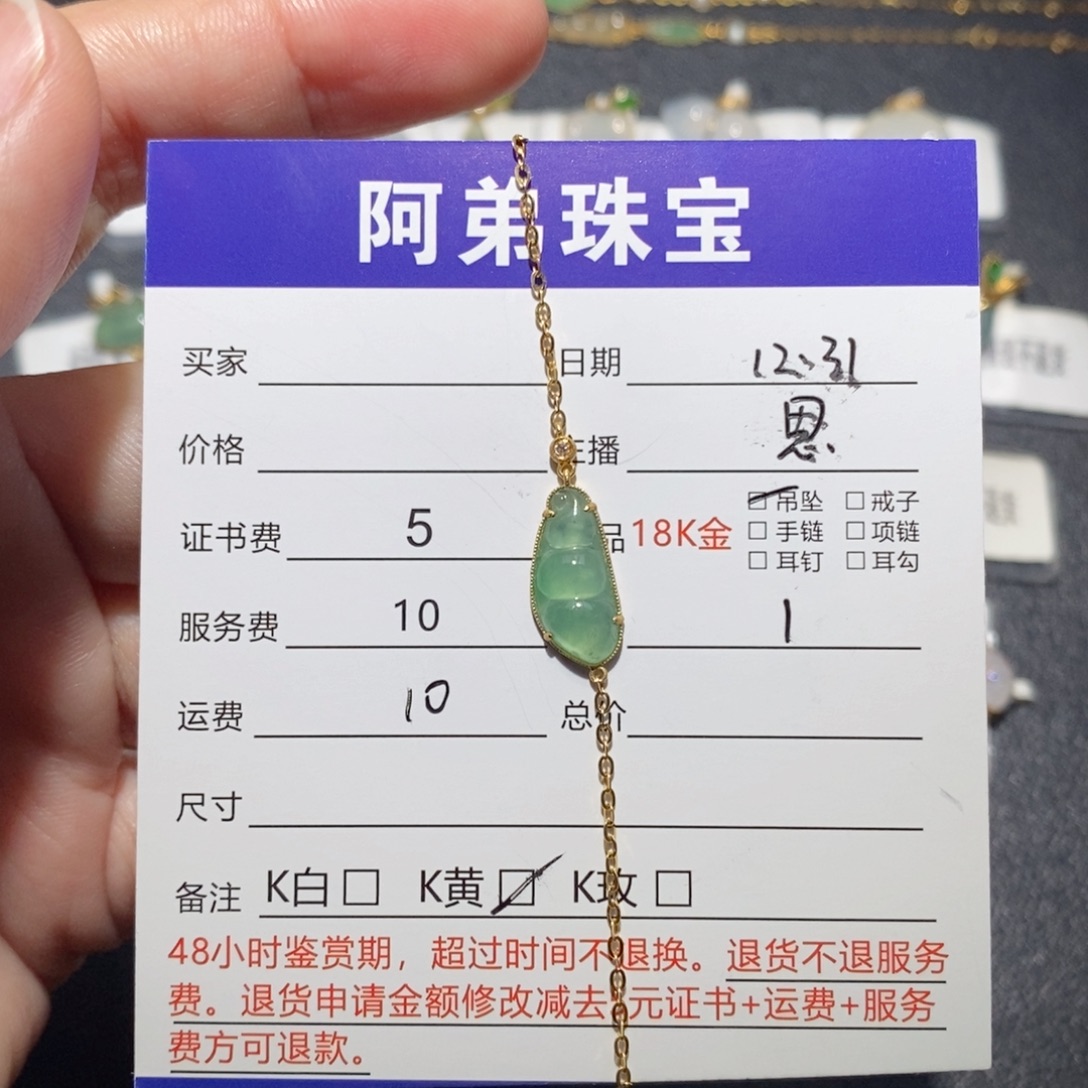 阿弟珠宝
买家 日期 12.31
价格 主播 思
证书费 5 品 18K金 吊坠 戒子
手链 项链
耳钉 耳勾
服务费 10 1
运费 10 总价
尺寸
备注 K白 K黄 K玫
48小时鉴赏期，超过时间不退换。退货不退服务
费。退货申请金额修改减去 元证书+运费+服务
费方可退款。